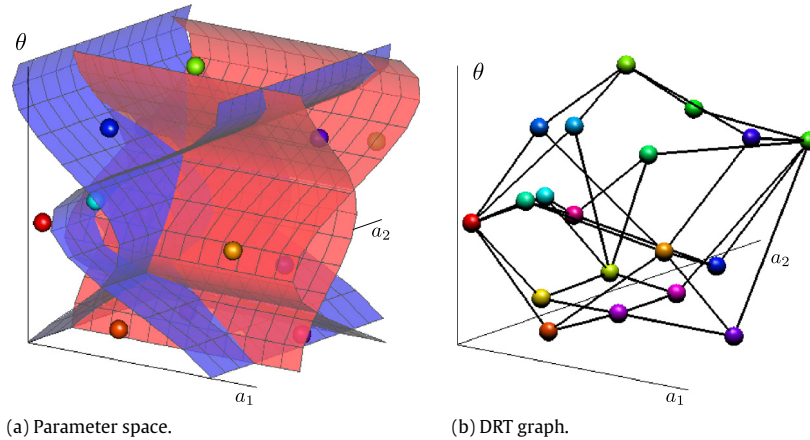 θ
a₂
a₁
(a) Parameter space.
θ
a₂
a₁
(b) DRT graph.